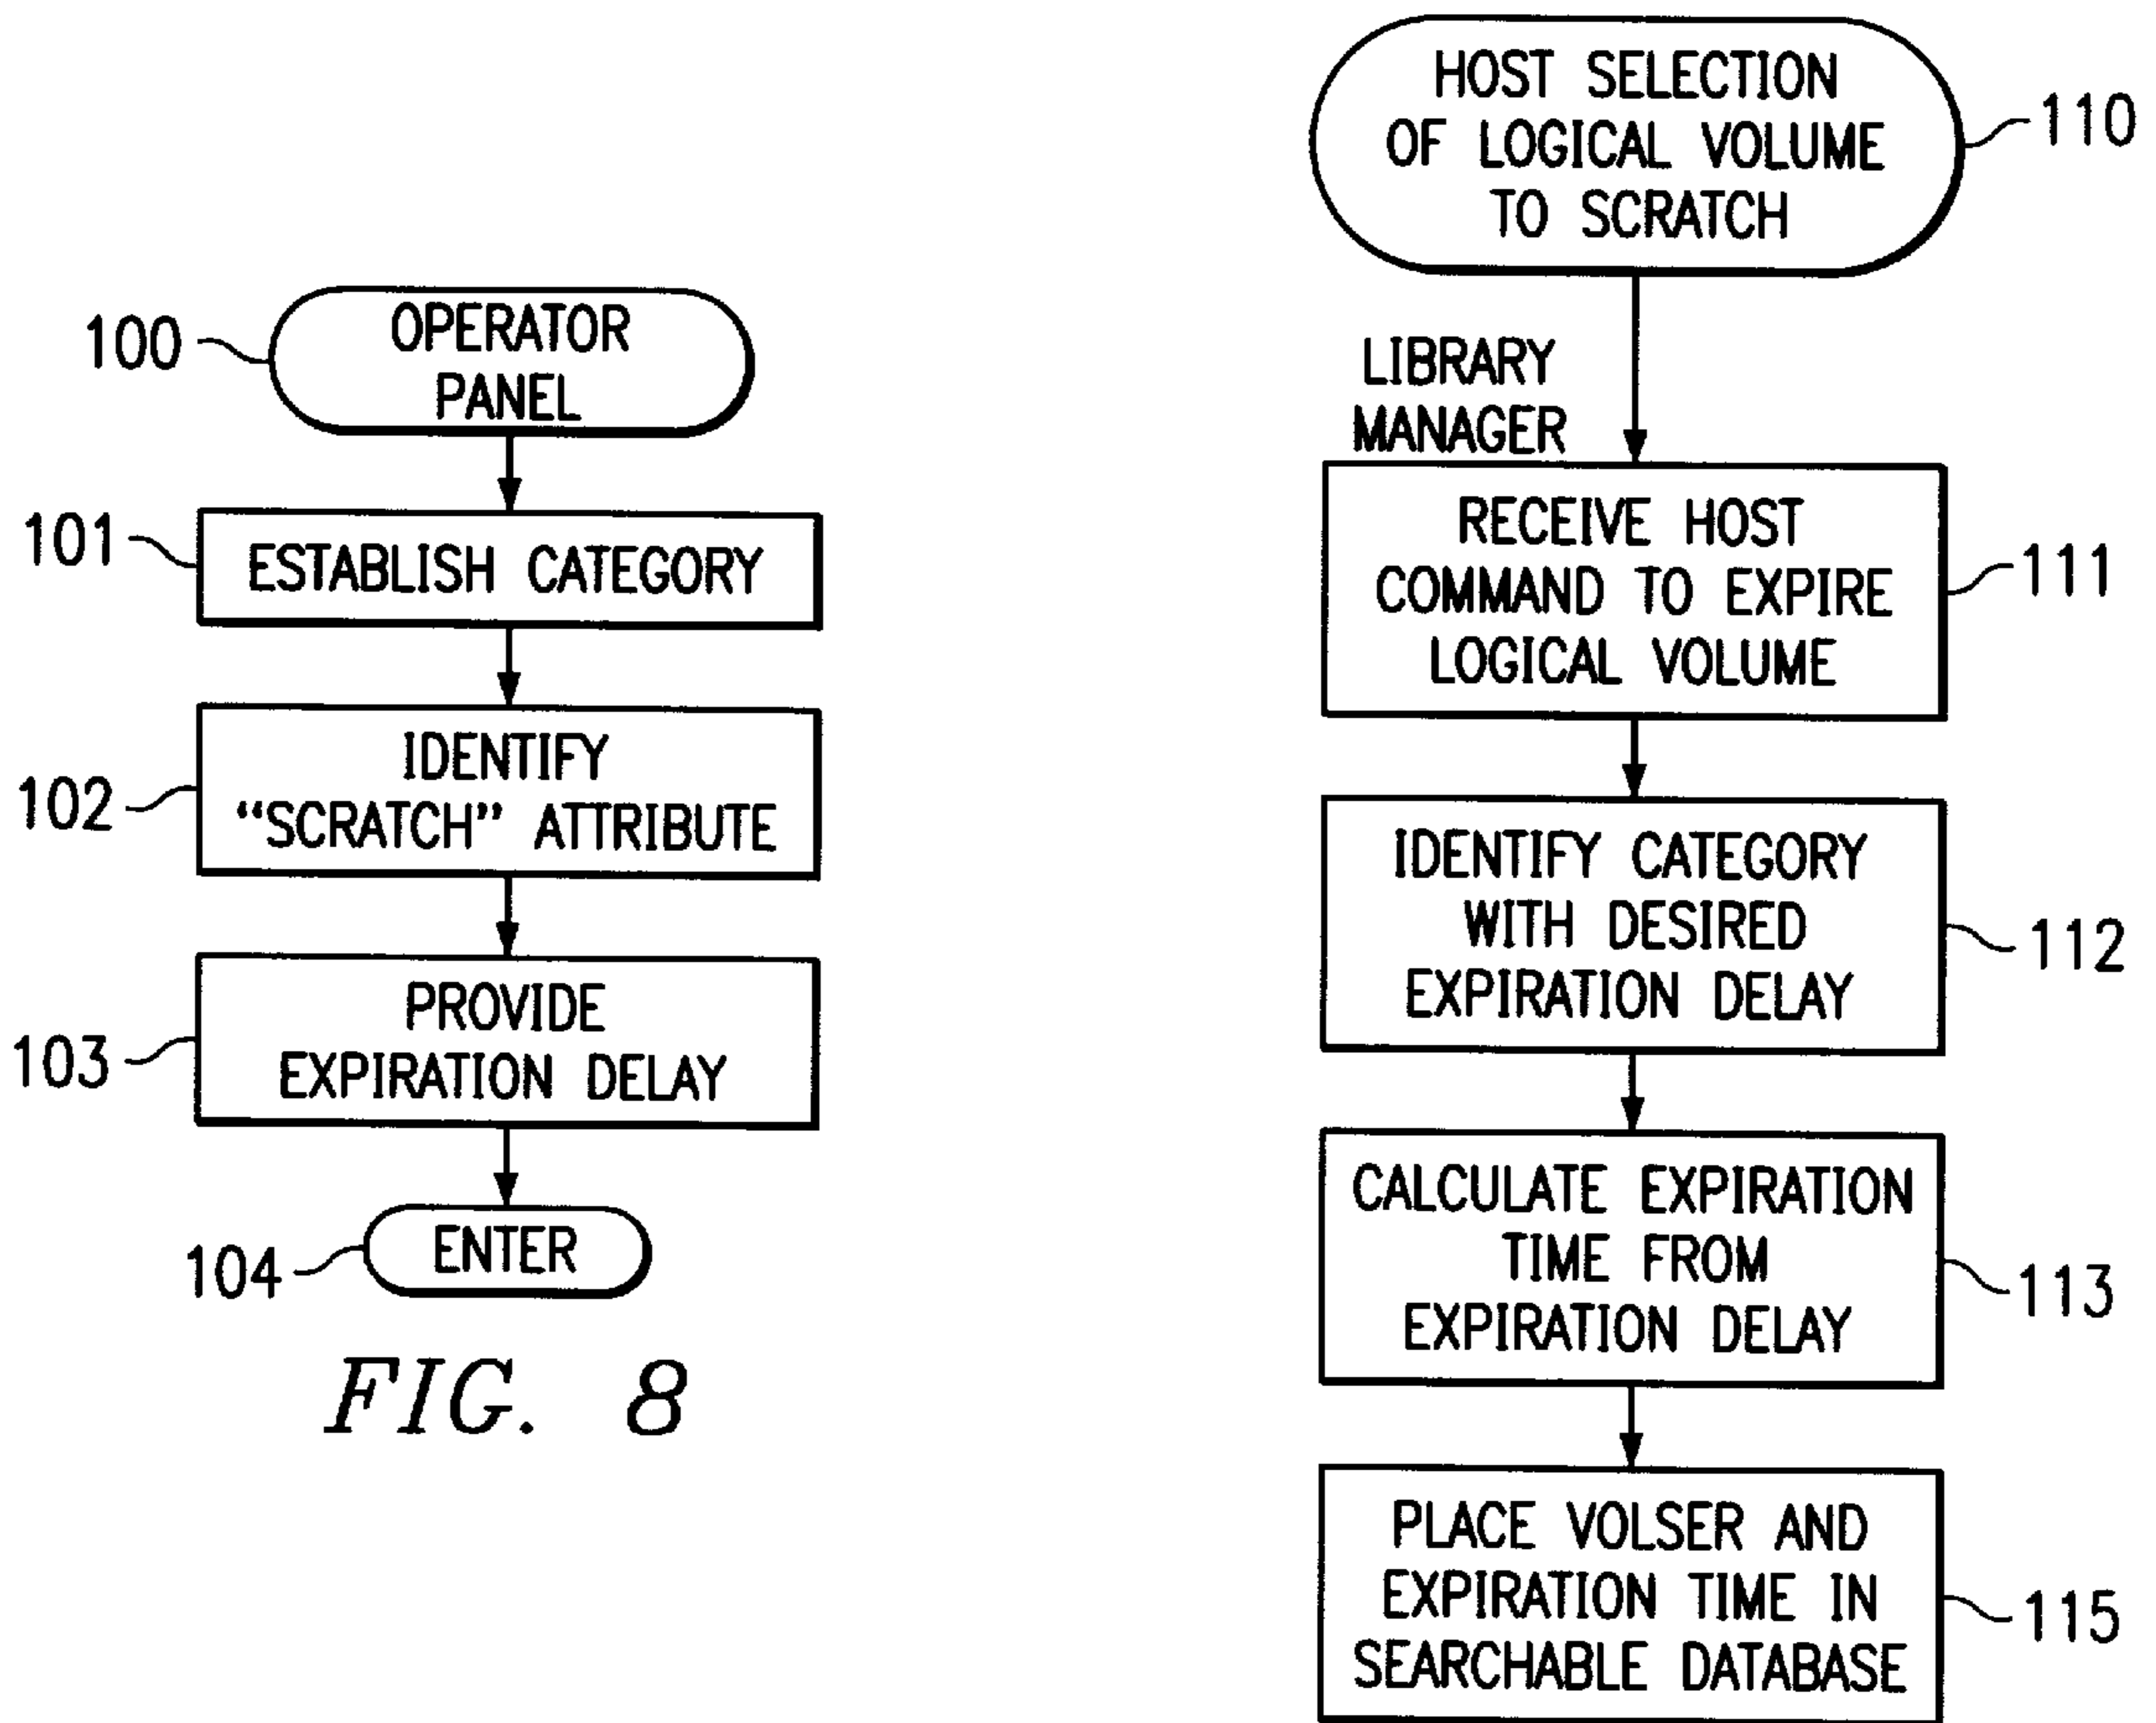 100
OPERATOR
PANEL
101
ESTABLISH CATEGORY
102
IDENTIFY
“SCRATCH” ATTRIBUTE
103
PROVIDE
EXPIRATION DELAY
104
ENTER
FIG. 8
HOST SELECTION
OF LOGICAL VOLUME
TO SCRATCH
110
LIBRARY
MANAGER
RECEIVE HOST
COMMAND TO EXPIRE
LOGICAL VOLUME
111
IDENTIFY CATEGORY
WITH DESIRED
EXPIRATION DELAY
112
CALCULATE EXPIRATION
TIME FROM
EXPIRATION DELAY
113
PLACE VOLSER AND
EXPIRATION TIME IN
SEARCHABLE DATABASE
115